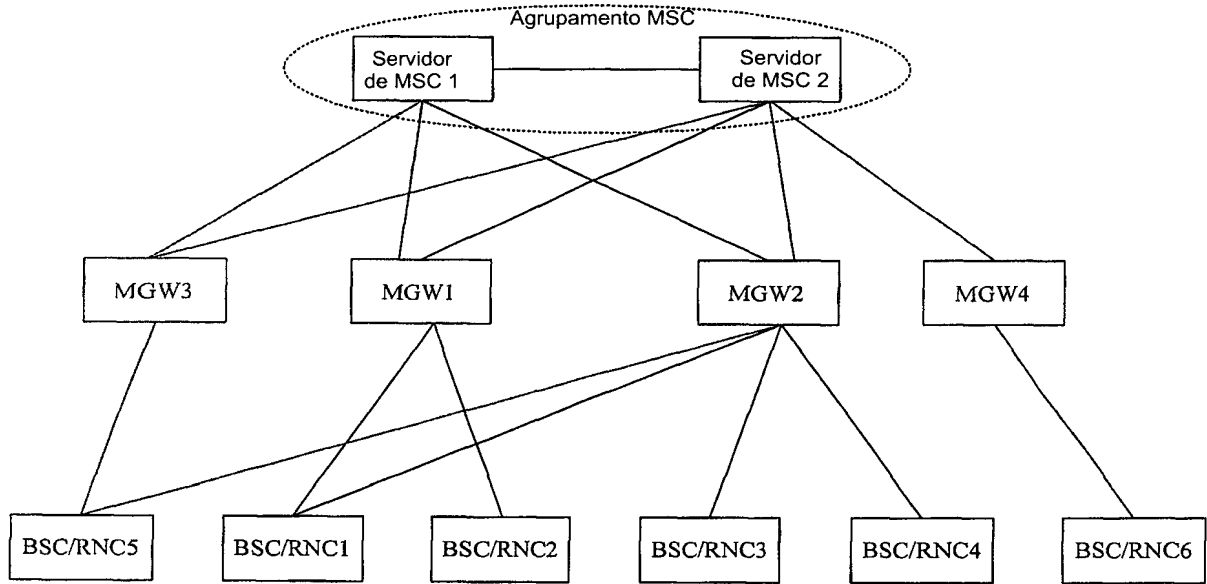 Agrupamento MSC
Servidor
de MSC 1
Servidor
de MSC 2
MGW3
MGW1
MGW2
MGW4
BSC/RNC5
BSC/RNC1
BSC/RNC2
BSC/RNC3
BSC/RNC4
BSC/RNC6